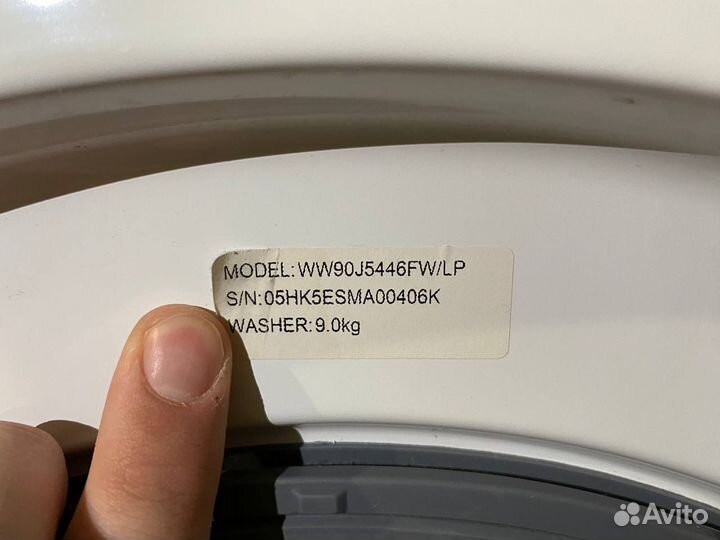 MODEL: WW90J5446FW/LP
S/N: 05HK5ESMA00406K
WASHER: 9.0kg
Avito